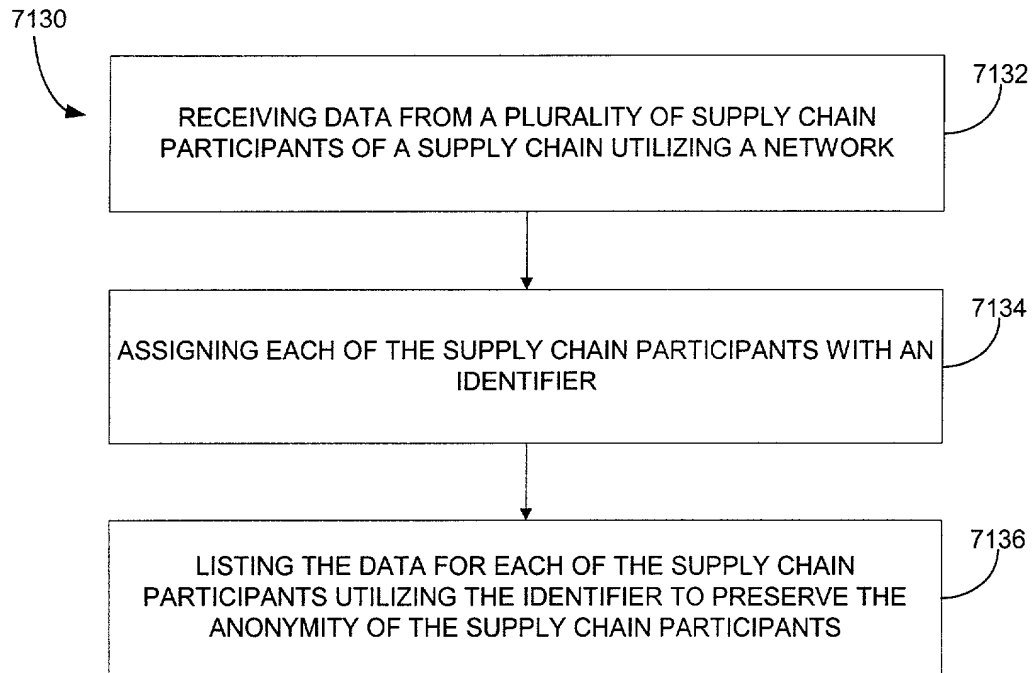 7130
7132
RECEIVING DATA FROM A PLURALITY OF SUPPLY CHAIN
PARTICIPANTS OF A SUPPLY CHAIN UTILIZING A NETWORK
7134
ASSIGNING EACH OF THE SUPPLY CHAIN PARTICIPANTS WITH AN
IDENTIFIER
7136
LISTING THE DATA FOR EACH OF THE SUPPLY CHAIN
PARTICIPANTS UTILIZING THE IDENTIFIER TO PRESERVE THE
ANONYMITY OF THE SUPPLY CHAIN PARTICIPANTS